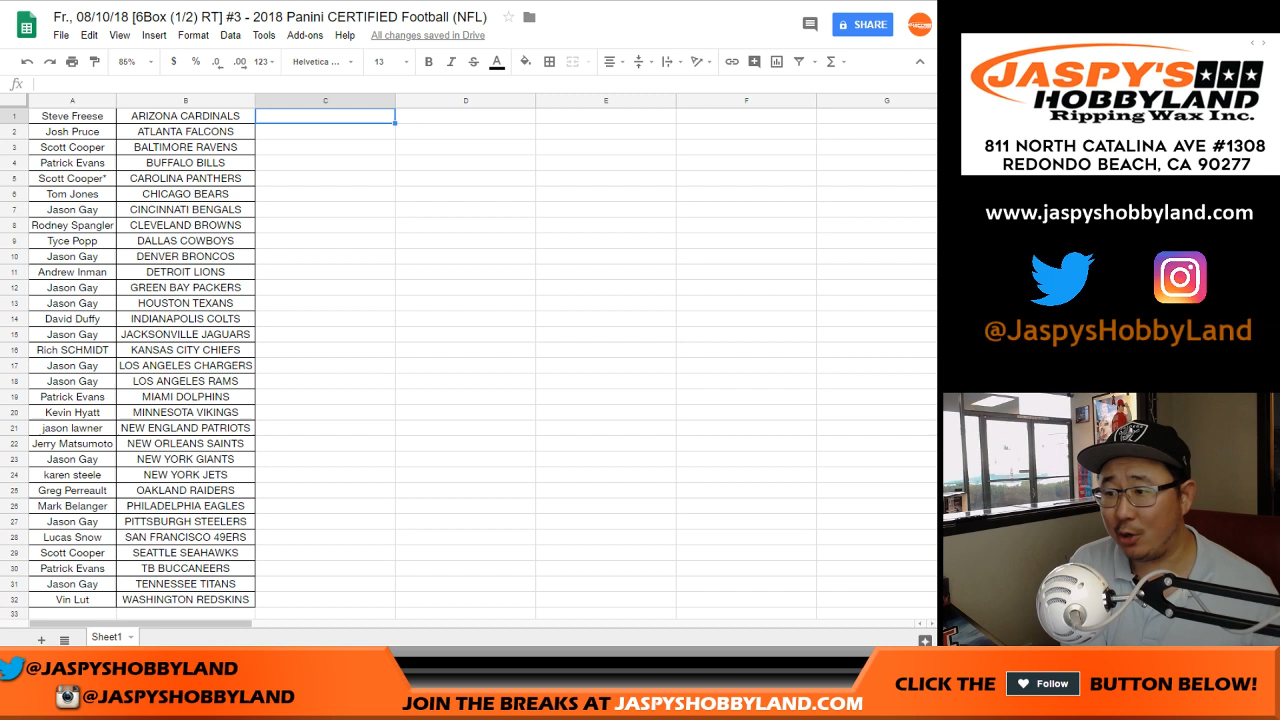 Fr., 08/10/18 [6Box (1/2) RT] #3 - 2018 Panini CERTIFIED Football (NFL)
File Edit View Insert Format Data Tools Add-ons Help All changes saved in Drive
SHARE
85% $ % .0 .00 123 Helvetica ... 13 B I S A
fx
A B C D E F G
1 Steve Freese ARIZONA CARDINALS
2 Josh Pruce ATLANTA FALCONS
3 Scott Cooper BALTIMORE RAVENS
4 Patrick Evans BUFFALO BILLS
5 Scott Cooper* CAROLINA PANTHERS
6 Tom Jones CHICAGO BEARS
7 Jason Gay CINCINNATI BENGALS
8 Rodney Spangler CLEVELAND BROWNS
9 Tyce Popp DALLAS COWBOYS
10 Jason Gay DENVER BRONCOS
11 Andrew Inman DETROIT LIONS
12 Jason Gay GREEN BAY PACKERS
13 Jason Gay HOUSTON TEXANS
14 David Duffy INDIANAPOLIS COLTS
15 Jason Gay JACKSONVILLE JAGUARS
16 Rich SCHMIDT KANSAS CITY CHIEFS
17 Jason Gay LOS ANGELES CHARGERS
18 Jason Gay LOS ANGELES RAMS
19 Patrick Evans MIAMI DOLPHINS
20 Kevin Hyatt MINNESOTA VIKINGS
21 jason lawner NEW ENGLAND PATRIOTS
22 Jerry Matsumoto NEW ORLEANS SAINTS
23 Jason Gay NEW YORK GIANTS
24 karen steele NEW YORK JETS
25 Greg Perreault OAKLAND RAIDERS
26 Mark Belanger PHILADELPHIA EAGLES
27 Jason Gay PITTSBURGH STEELERS
28 Lucas Snow SAN FRANCISCO 49ERS
29 Scott Cooper SEATTLE SEAHAWKS
30 Patrick Evans TB BUCCANEERS
31 Jason Gay TENNESSEE TITANS
32 Vin Lut WASHINGTON REDSKINS
33
Sheet1
JASPY'S
HOBBYLAND
Ripping Wax Inc.
811 NORTH CATALINA AVE #1308
REDONDO BEACH, CA 90277
www.jaspyshobbyland.com
@JaspysHobbyLand
RAIDERS
@JASPYSHOBBYLAND
@JASPYSHOBBYLAND
JOIN THE BREAKS AT JASPYSHOBBYLAND.COM
CLICK THE Follow BUTTON BELOW!